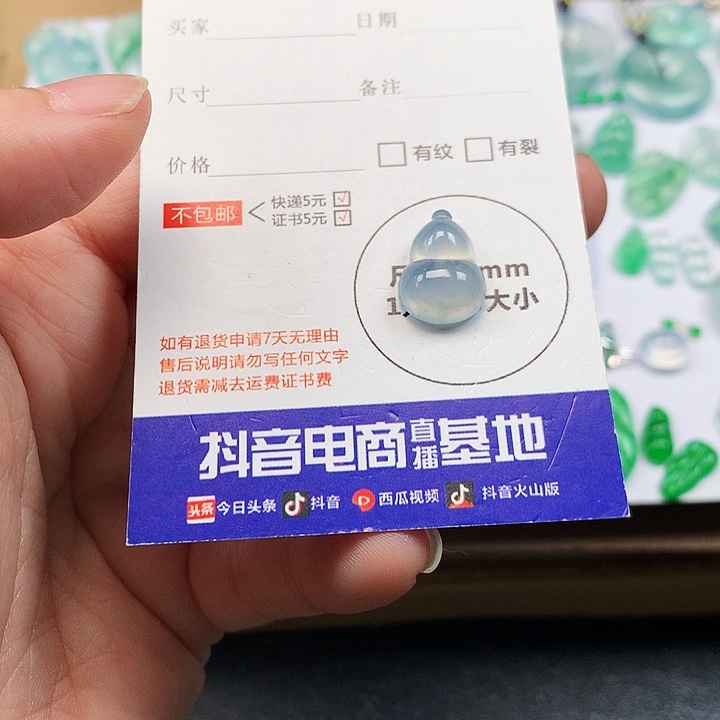 买家 日期
尺寸 备注
价格 有纹 有裂
不包邮 快递5元
证书5元
mm
大小
如有退货申请7天无理由
售后说明请勿写任何文字
退货需减去运费证书费
抖音电商直播基地
头条 今日头条 抖音 西瓜视频 抖音火山版